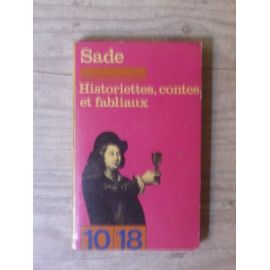 Sade
Historiettes, contes,
et fabliaux
10 18